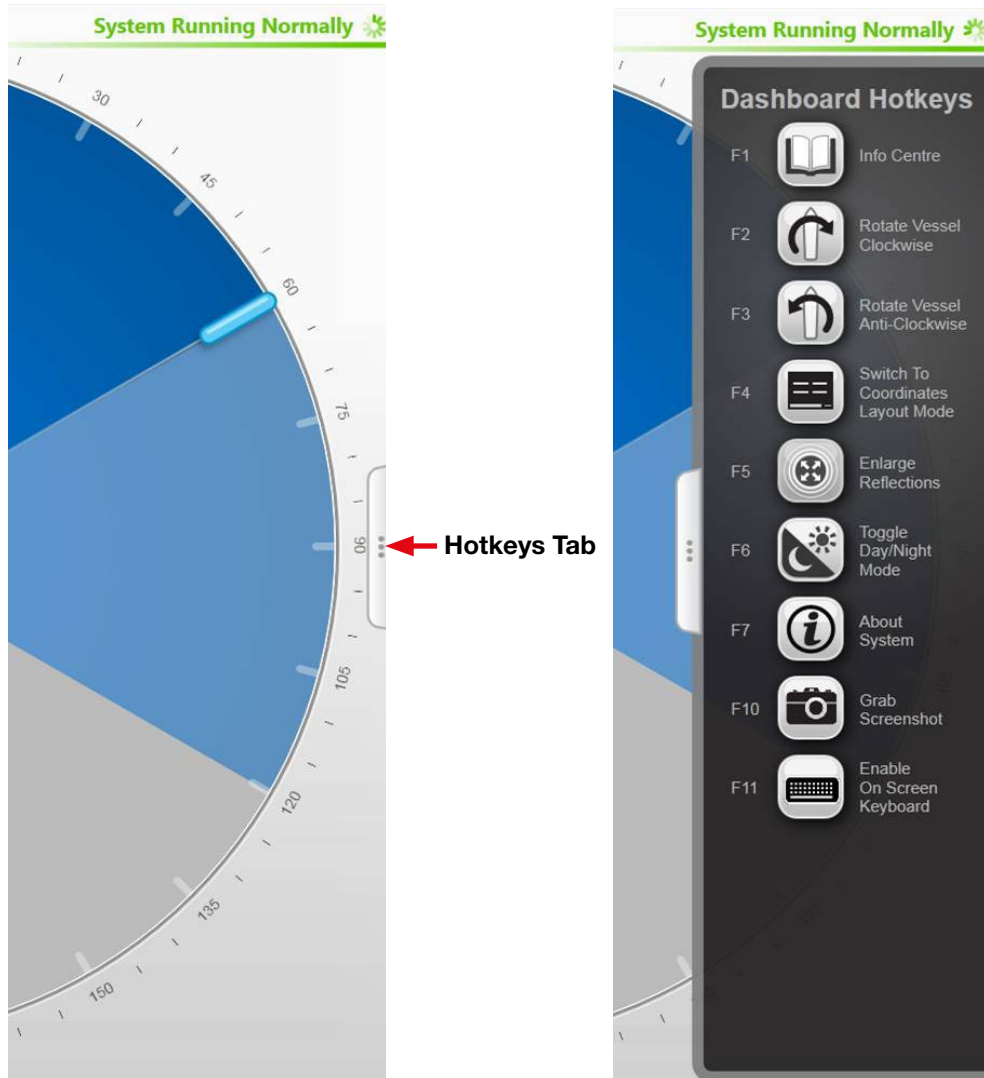 System Running Normally
30
45
60
75
90
105
120
135
150
Hotkeys Tab
System Running Normally
Dashboard Hotkeys
F1 Info Centre
F2 Rotate Vessel
Clockwise
F3 Rotate Vessel
Anti-Clockwise
F4 Switch To
Coordinates
Layout Mode
F5 Enlarge
Reflections
F6 Toggle
Day/Night
Mode
F7 About
System
F10 Grab
Screenshot
F11 Enable
On Screen
Keyboard